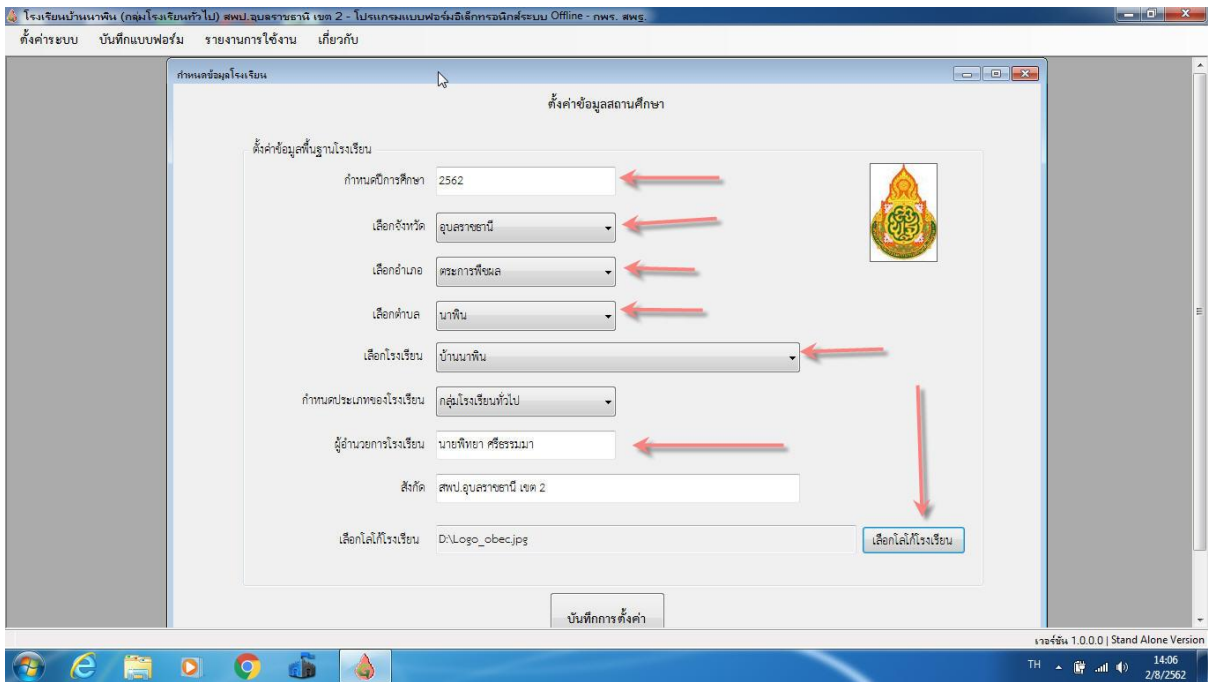 โรงเรียนบ้านนาพิน (กลุ่มโรงเรียนทั่วไป) สพป.อุบลราชธานี เขต 2 - โปรแกรมแบบฟอร์มอิเล็กทรอนิกส์ระบบ Offline - กพร. สพฐ.
ตั้งค่าระบบ บันทึกแบบฟอร์ม รายงานการใช้งาน เกี่ยวกับ
กำหนดข้อมูลโรงเรียน
ตั้งค่าข้อมูลสถานศึกษา
ตั้งค่าข้อมูลพื้นฐานโรงเรียน
กำหนดปีการศึกษา 2562
เลือกจังหวัด อุบลราชธานี
เลือกอำเภอ ตระการพืชผล
เลือกตำบล นาพิน
เลือกโรงเรียน บ้านนาพิน
กำหนดประเภทของโรงเรียน กลุ่มโรงเรียนทั่วไป
ผู้อำนวยการโรงเรียน นายพิทยา ศรีธรรมมา
สังกัด สพป.อุบลราชธานี เขต 2
เลือกโลโก้โรงเรียน D:\Logo_obec.jpg เลือกโลโก้โรงเรียน
บันทึกการตั้งค่า
เวอร์ชัน 1.0.0.0 | Stand Alone Version
TH 14:06
2/8/2562